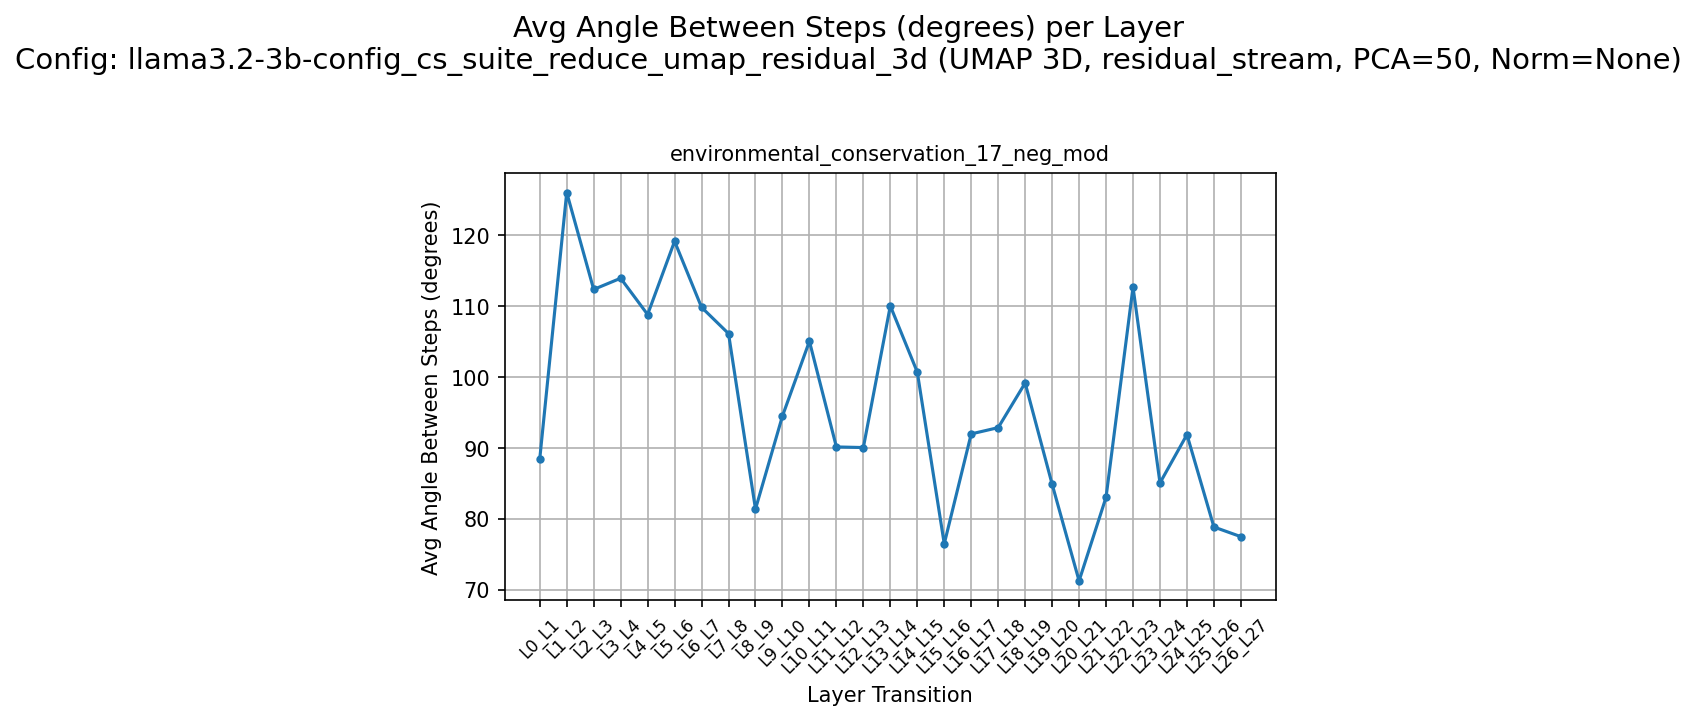 Avg Angle Between Steps (degrees) per Layer
Config: llama3.2-3b-config_cs_suite_reduce_umap_residual_3d (UMAP 3D, residual_stream, PCA=50, Norm=None)
environmental_conservation_17_neg_mod
Avg Angle Between Steps (degrees)
120
110
100
90
80
70
L0_L1
L1_L2
L2_L3
L3_L4
L4_L5
L5_L6
L6_L7
L7_L8
L8_L9
L9_L10
L10_L11
L11_L12
L12_L13
L13_L14
L14_L15
L15_L16
L16_L17
L17_L18
L18_L19
L19_L20
L20_L21
L21_L22
L22_L23
L23_L24
L24_L25
L25_L26
L26_L27
Layer Transition